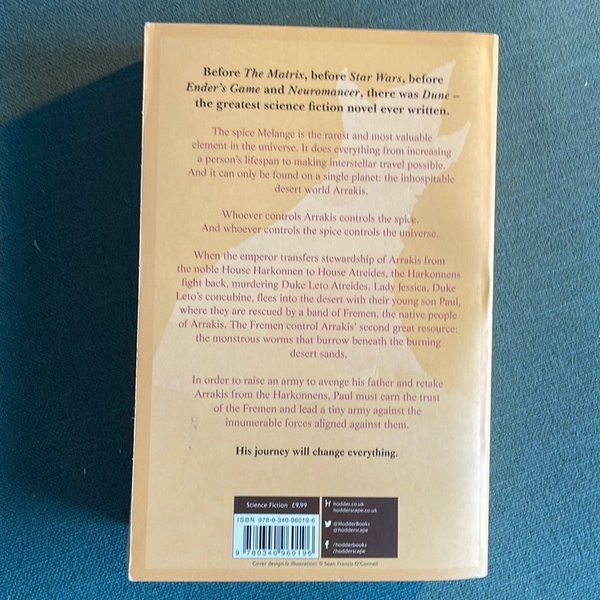 Before The Matrix, before Star Wars, before
Ender's Game and Neuromancer, there was Dune –
the greatest science fiction novel ever written.
The spice Melange is the rarest and most valuable
element in the universe. It does everything from increasing
a person's lifespan to making interstellar travel possible.
And it can only be found on a single planet: the inhospitable
desert world Arrakis.
Whoever controls Arrakis controls the spice.
And whoever controls the spice controls the universe.
When the emperor transfers stewardship of Arrakis from
the noble House Harkonnen to House Atreides, the Harkonnens
fight back, murdering Duke Leto Atreides. Lady Jessica, Duke
Leto's concubine, flees into the desert with their young son Paul,
where they are rescued by a band of Fremen, the native people
of Arrakis. The Fremen control Arrakis' second great resource:
the monstrous worms that burrow beneath the burning
desert sands.
In order to raise an army to avenge his father and retake
Arrakis from the Harkonnens, Paul must earn the trust
of the Fremen and lead a tiny army against the
innumerable forces aligned against them.
His journey will change everything.
Science Fiction £9.99
ISBN 978-0-340-96019-6
9 780340 960196
hodder.co.uk
hodderscape.co.uk
@HodderBooks
@hodderscape
/hodderbooks
/hodderscape
Cover design & illustration: © Sean Francis O'Connell